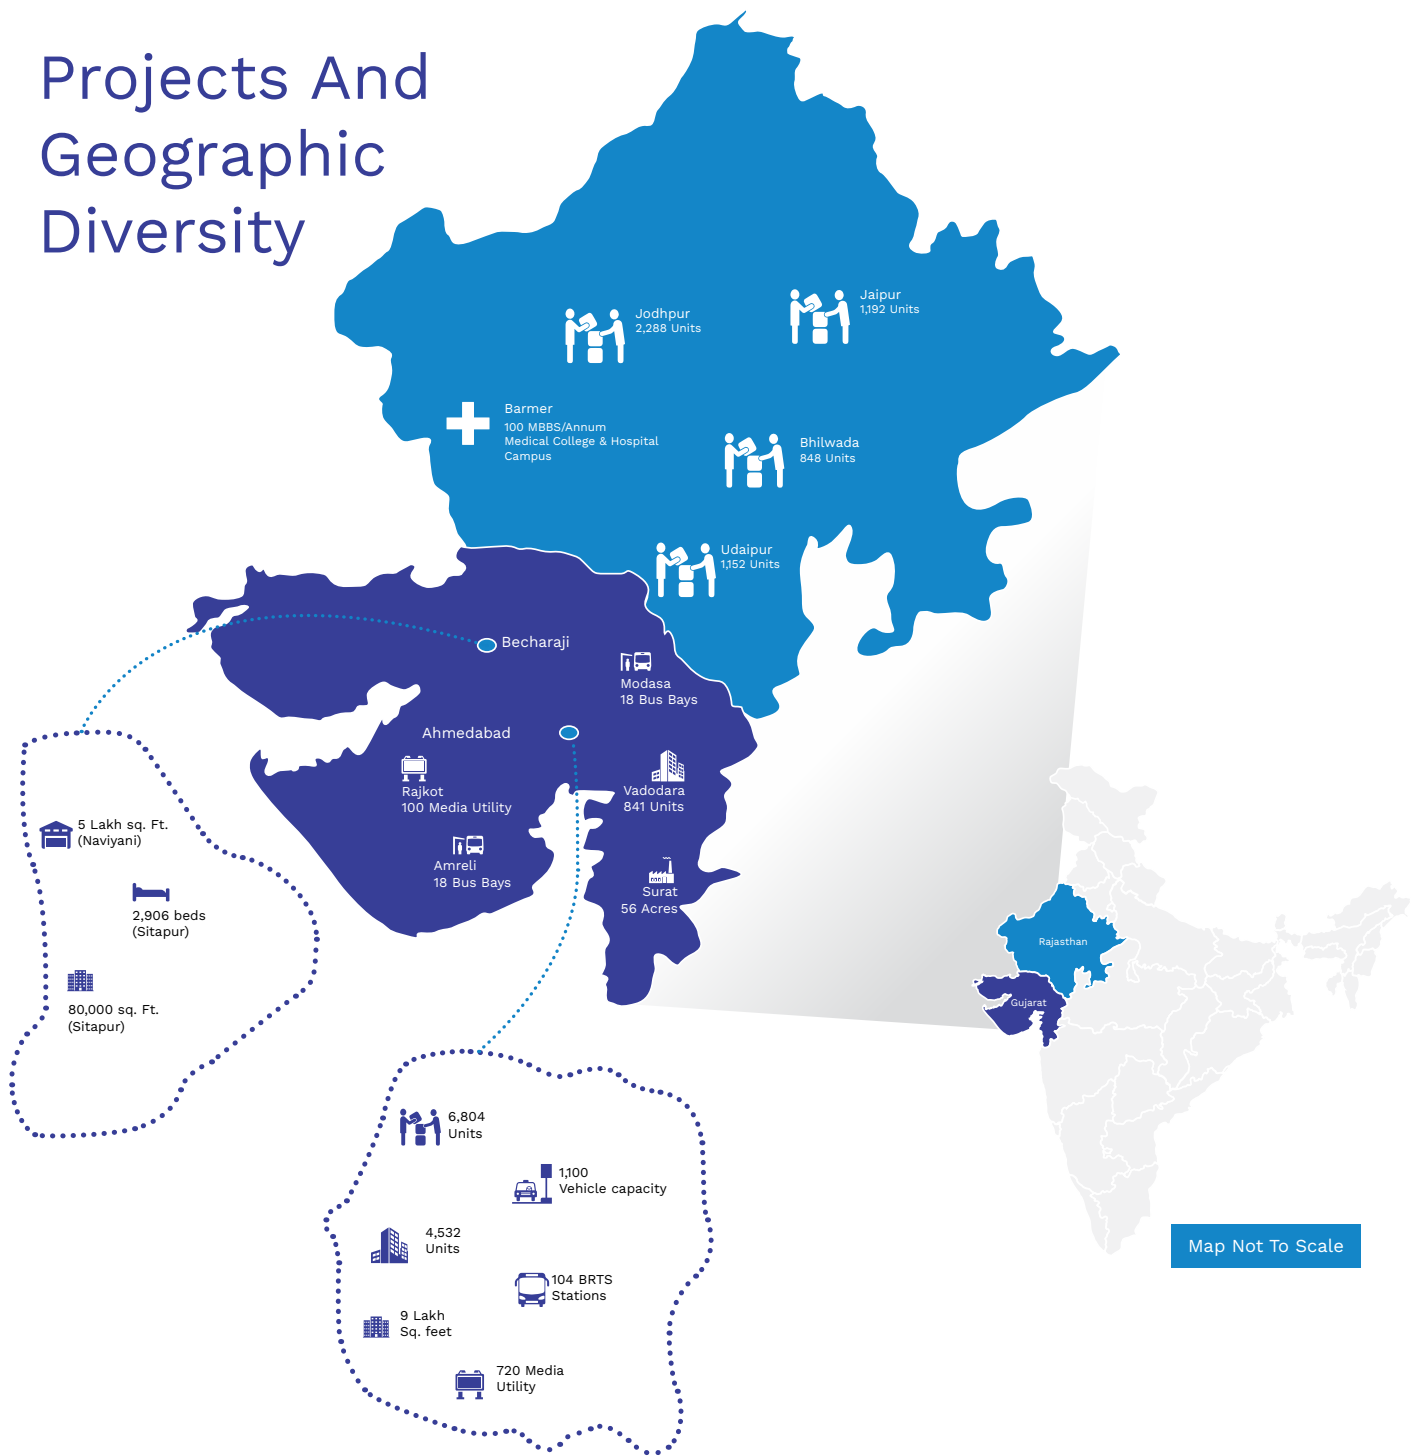 Projects And
Geographic
Diversity
Jodhpur
2,288 Units
Jaipur
1,192 Units
Barmer
100 MBBS/Annum
Medical College & Hospital
Campus
Bhilwada
848 Units
Udaipur
1,152 Units
Becharaji
Modasa
18 Bus Bays
Ahmedabad
Rajkot
100 Media Utility
Vadodara
841 Units
Amreli
18 Bus Bays
Surat
56 Acres
5 Lakh sq. Ft.
(Naviyani)
2,906 beds
(Sitapur)
80,000 sq. Ft.
(Sitapur)
Rajasthan
Gujarat
6,804
Units
1,100
Vehicle capacity
4,532
Units
104 BRTS
Stations
9 Lakh
Sq. feet
720 Media
Utility
Map Not To Scale